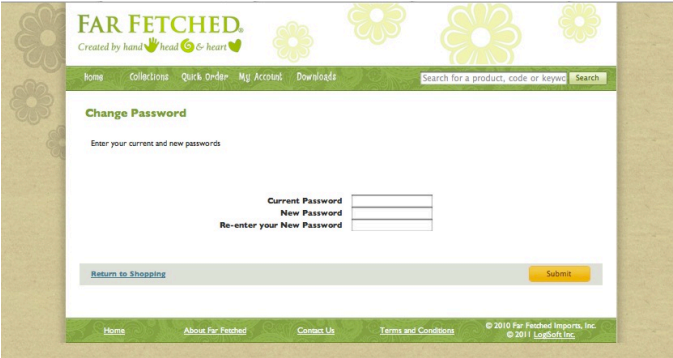 FAR FETCHED®
Created by hand head & heart
Home Collections Quick Order My Account Downloads
Search for a product, code or keywc Search
Change Password
Enter your current and new passwords
Current Password
New Password
Re-enter your New Password
Return to Shopping Submit
Home About Far Fetched Contact Us Terms and Conditions © 2010 Far Fetched Imports, Inc.
© 2011 LogiSoft Inc.